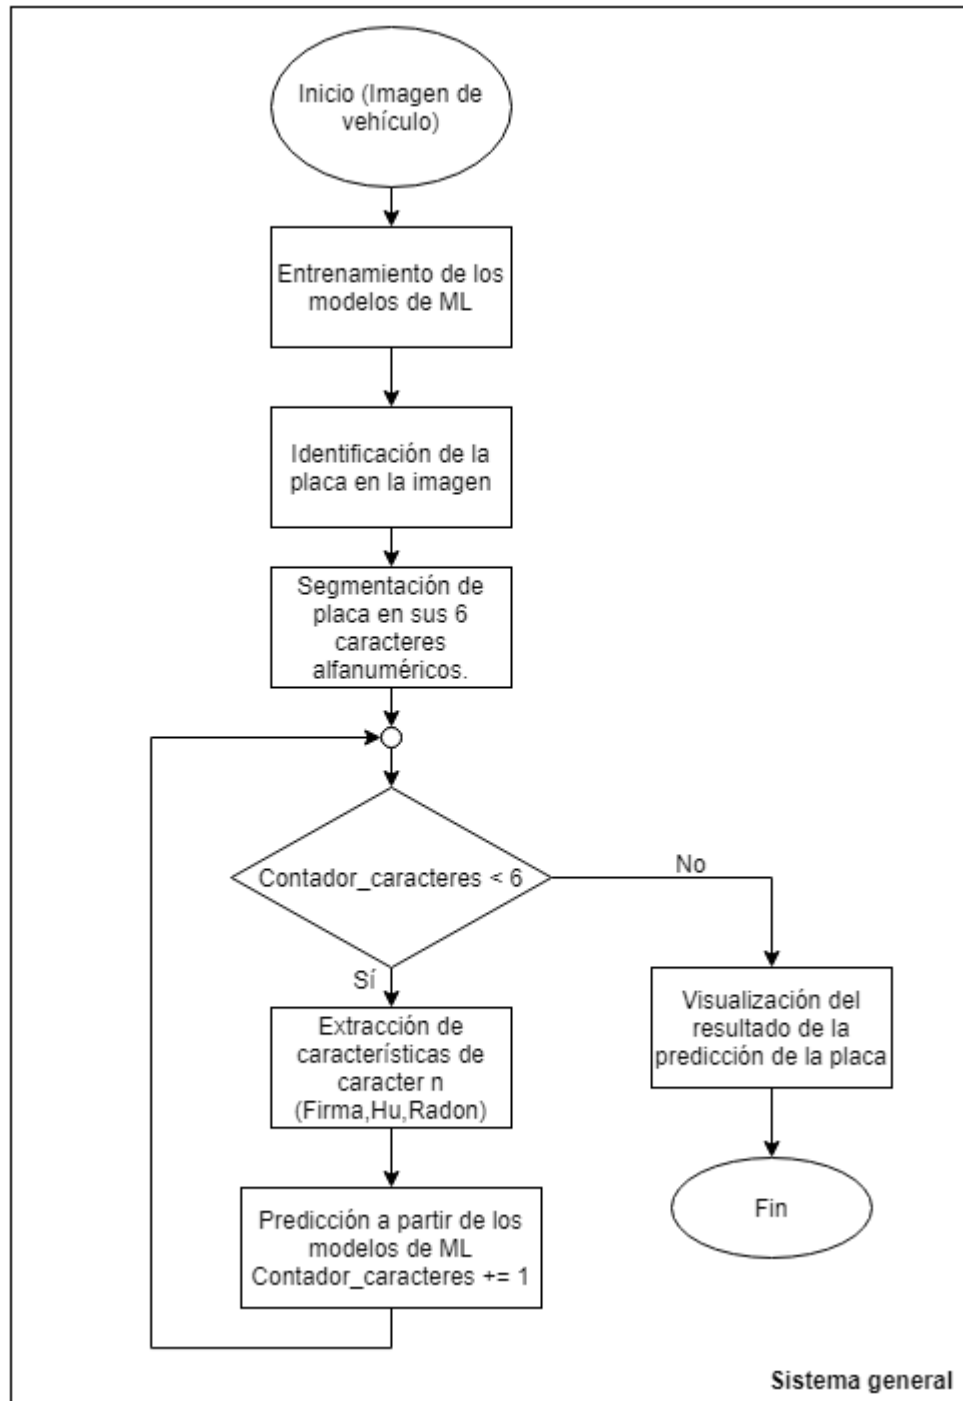 Inicio (Imagen de
vehículo)
Entrenamiento de los
modelos de ML
Identificación de la
placa en la imagen
Segmentación de
placa en sus 6
caracteres
alfanuméricos.
Contador_caracteres < 6
No
Sí
Extracción de
características de
caracter n
(Firma,Hu,Radon)
Visualización del
resultado de la
predicción de la placa
Predicción a partir de los
modelos de ML
Contador_caracteres += 1
Fin
Sistema general